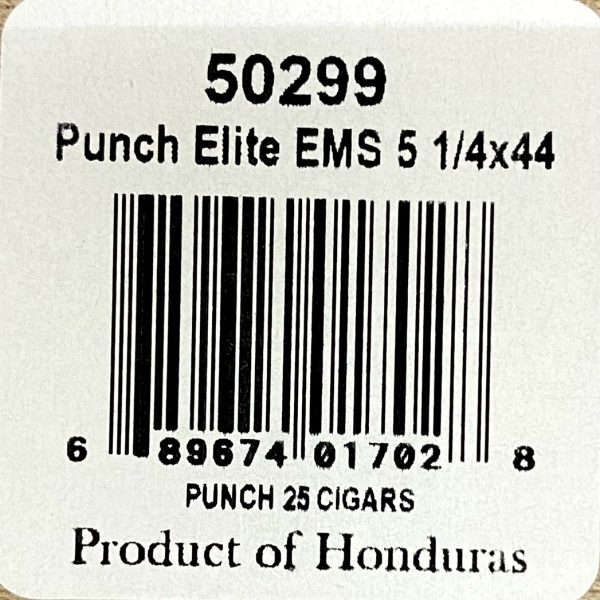 50299
Punch Elite EMS 5 1/4x44
6 89674 01702 8
PUNCH 25 CIGARS
Product of Honduras